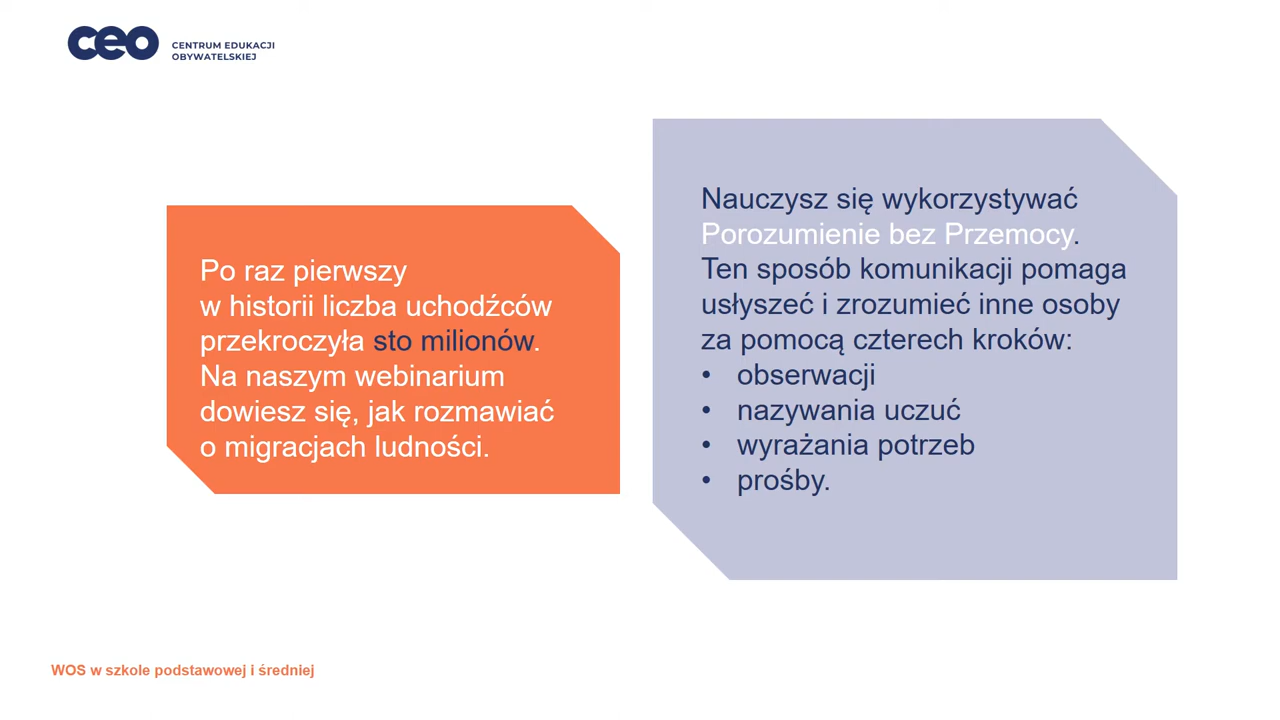 ceo
CENTRUM EDUKACJI
OBYWATELSKIEJ
Po raz pierwszy
w historii liczba uchodźców
przekroczyła sto milionów.
Na naszym webinarium
dowiesz się, jak rozmawiać
o migracjach ludności.
Nauczysz się wykorzystywać
Porozumienie bez Przemocy.
Ten sposób komunikacji pomaga
usłyszeć i zrozumieć inne osoby
za pomocą czterech kroków:
• obserwacji
• nazywania uczuć
• wyrażania potrzeb
• prośby.
WOS w szkole podstawowej i średniej